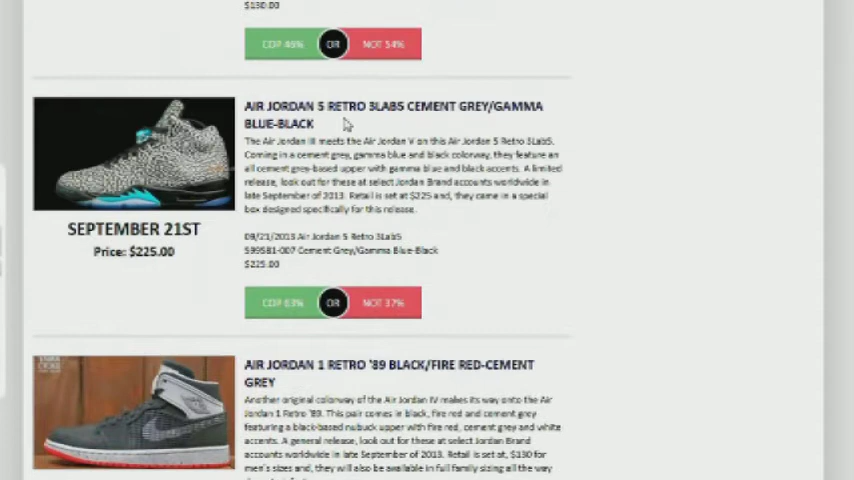 $130.00
COP 46% OR NOT 54%
AIR JORDAN 5 RETRO 3LAB5 CEMENT GREY/GAMMA
BLUE-BLACK
The Air Jordan III meets the Air Jordan V on this Air Jordan 5 Retro 3Lab5.
Coming in a cement grey, gamma blue and black colorway, they feature an
all cement grey-based upper with gamma blue and black accents. A limited
release, look out for these at select Jordan Brand accounts worldwide in
late September of 2013. Retail is set at $225 and, they came in a special
box designed specifically for this release.
SEPTEMBER 21ST
Price: $225.00
09/21/2013 Air Jordan 5 Retro 3Lab5
599581-007 Cement Grey/Gamma Blue-Black
$225.00
COP 63% OR NOT 37%
AIR JORDAN 1 RETRO '89 BLACK/FIRE RED-CEMENT
GREY
Another original colorway of the Air Jordan IV makes its way onto the Air
Jordan 1 Retro '89. This pair comes in black, fire red and cement grey
featuring a black-based nubuck upper with fire red, cement grey and white
accents. A general release, look out for these at select Jordan Brand
accounts worldwide in late September of 2013. Retail is set at, $130 for
men's sizes and, they will also be available in full family sizing all the way